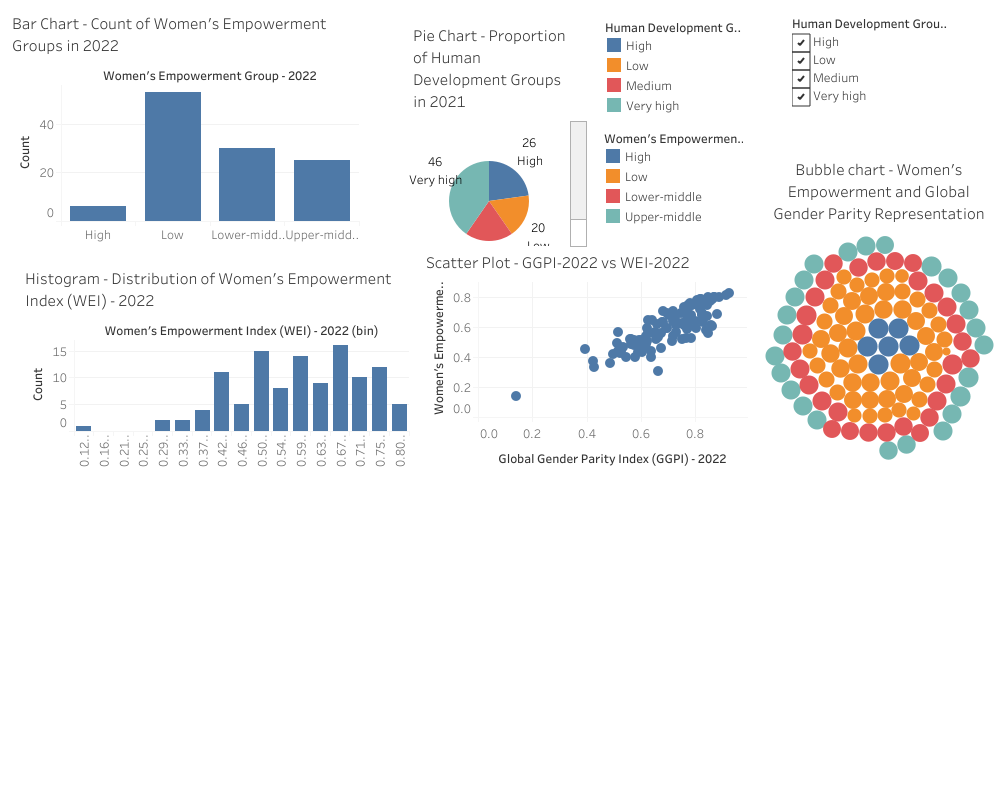 Bar Chart - Count of Women's Empowerment
Groups in 2022
Women's Empowerment Group - 2022
Count
40
20
0
High
Low
Lower-midd..
Upper-midd..
Pie Chart - Proportion
of Human
Development Groups
in 2021
26
High
46
Very high
20
Low
Human Development G..
High
Low
Medium
Very high
Women's Empowermen..
High
Low
Lower-middle
Upper-middle
Human Development Grou..
High
Low
Medium
Very high
Histogram - Distribution of Women's Empowerment
Index (WEI) - 2022
Women's Empowerment Index (WEI) - 2022 (bin)
Count
15
10
5
0
0.12..
0.16..
0.21..
0.25..
0.29..
0.33..
0.37..
0.42..
0.46..
0.50..
0.54..
0.59..
0.63..
0.67..
0.71..
0.75..
0.80..
Scatter Plot - GGPI-2022 vs WEI-2022
Women's Empowerme..
0.8
0.6
0.4
0.2
0.0
0.0
0.2
0.4
0.6
0.8
Global Gender Parity Index (GGPI) - 2022
Bubble chart - Women's
Empowerment and Global
Gender Parity Representation